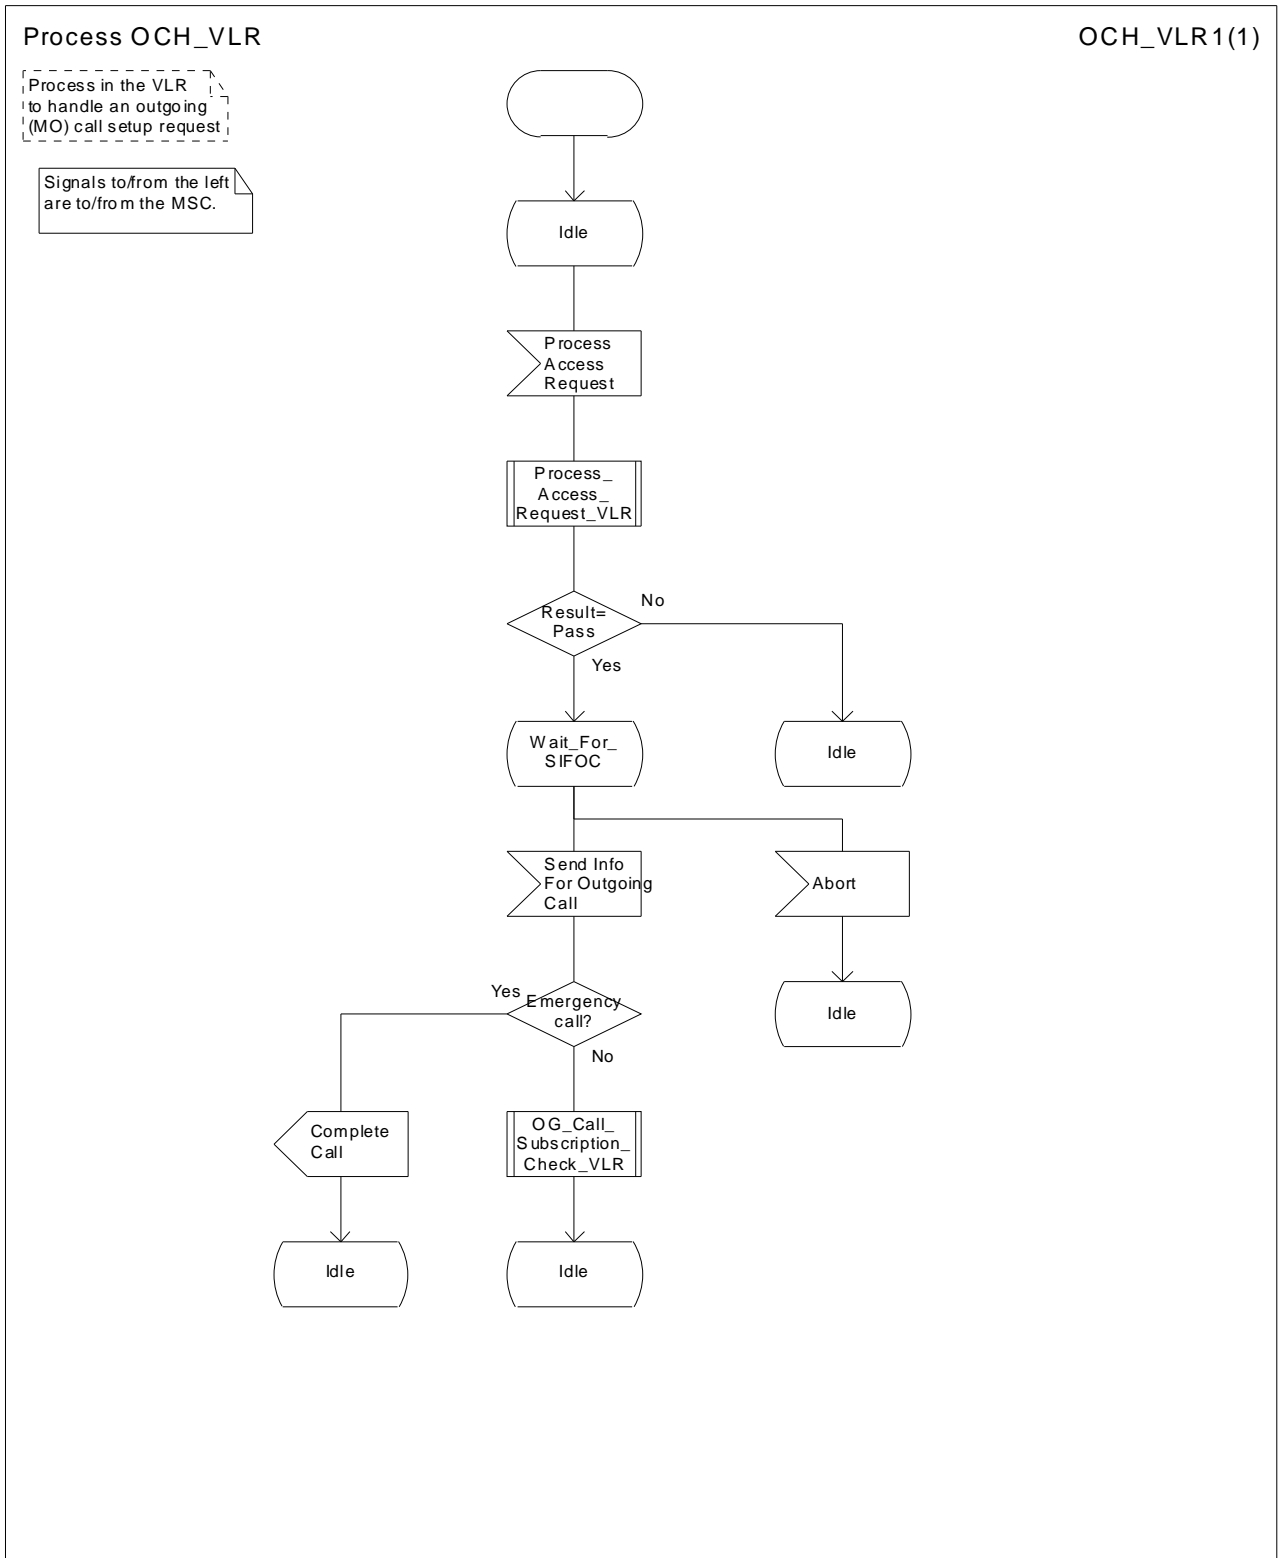 Process OCH_VLR
OCH_VLR1(1)
Process in the VLR
to handle an outgoing
(MO) call setup request
Signals to/from the left
are to/from the MSC.
Idle
Process
Access
Request
Process_
Access_
Request_VLR
Result=
Pass
No
Yes
Wait_For_
SIFOC
Idle
Send Info
For Outgoing
Call
Abort
Yes
Emergency
call?
No
Idle
Complete
Call
OG_Call_
Subscription_
Check_VLR
Idle
Idle